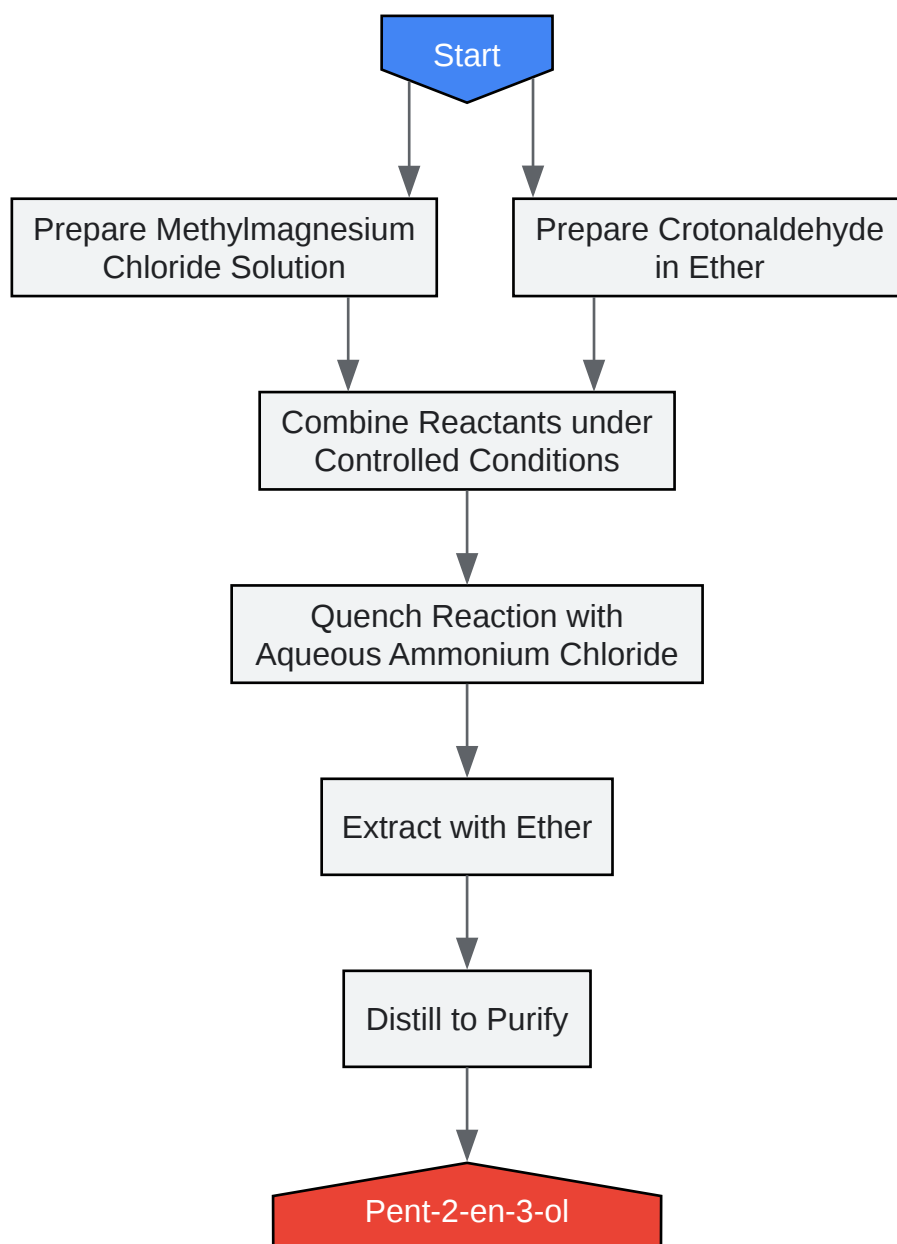 Start
Prepare Methylmagnesium
Chloride Solution
Prepare Crotonaldehyde
in Ether
Combine Reactants under
Controlled Conditions
Quench Reaction with
Aqueous Ammonium Chloride
Extract with Ether
Distill to Purify
Pent-2-en-3-ol